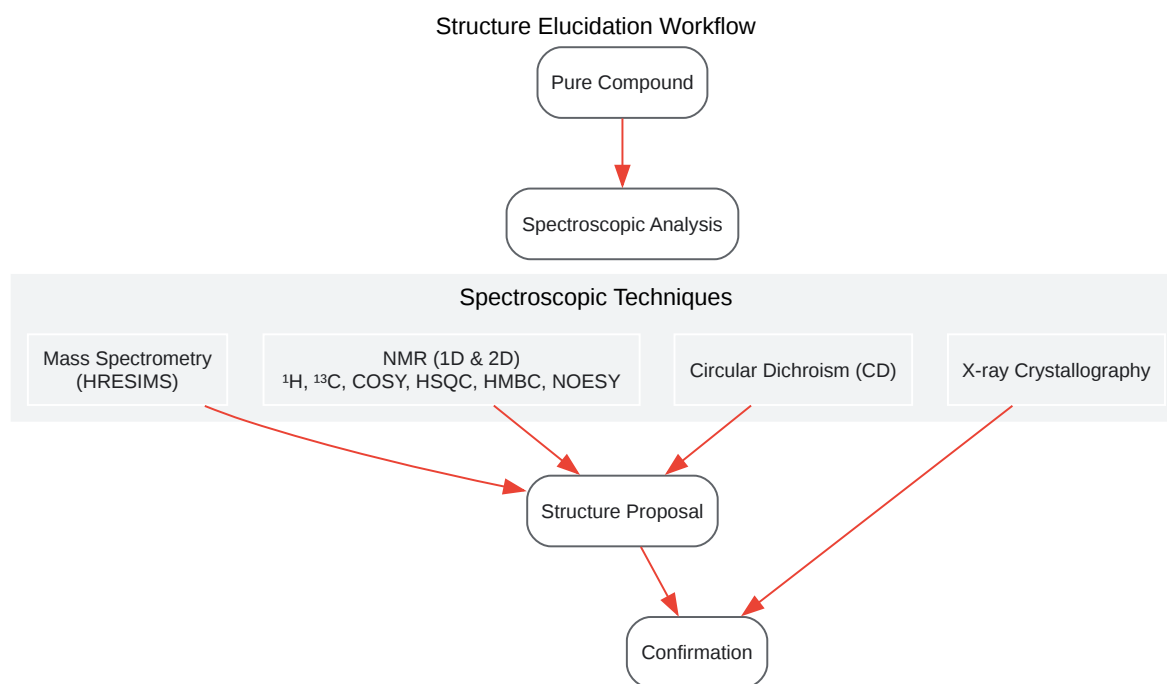 Structure Elucidation Workflow
Pure Compound
Spectroscopic Analysis
Spectroscopic Techniques
Mass Spectrometry
(HRESIMS)
NMR (1D & 2D)
¹H, ¹³C, COSY, HSQC, HMBC, NOESY
Circular Dichroism (CD)
X-ray Crystallography
Structure Proposal
Confirmation